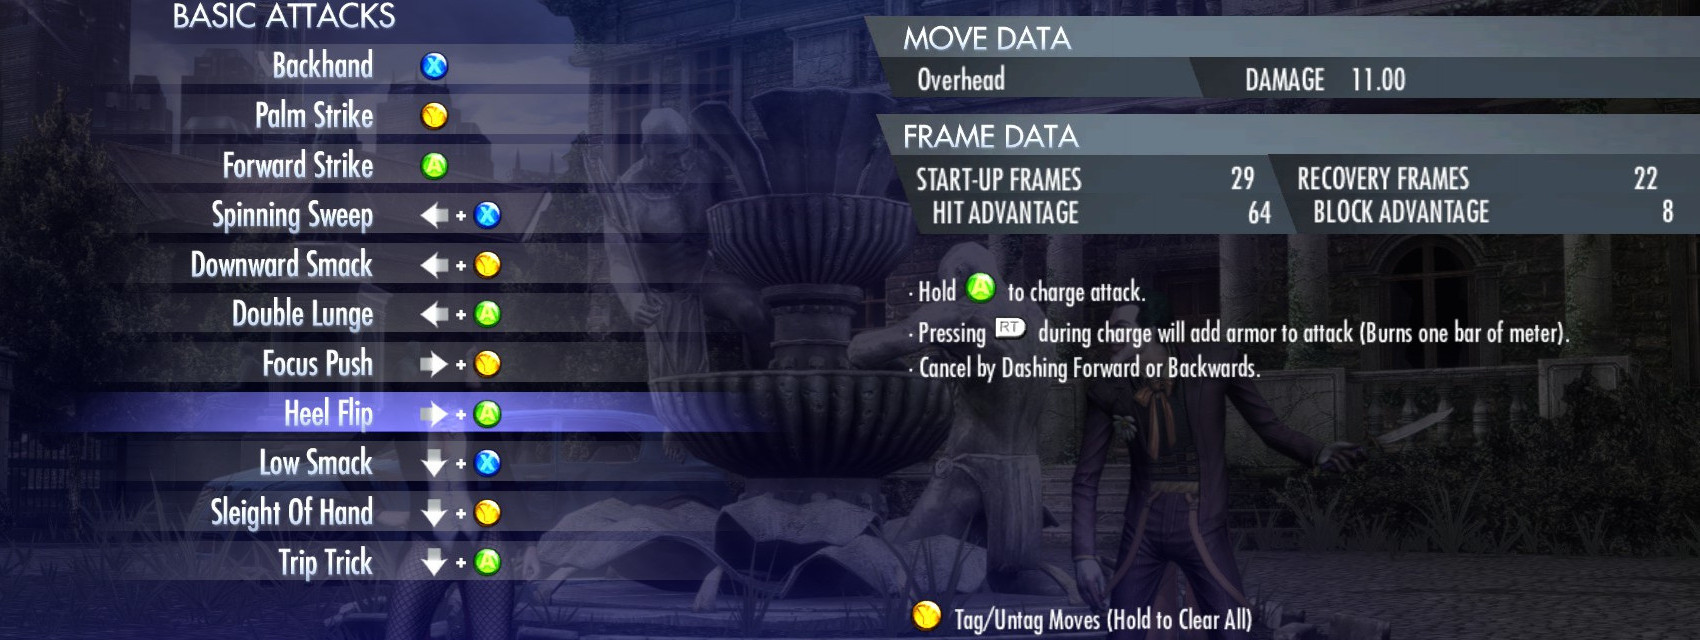 BASIC ATTACKS
Backhand X
Palm Strike Y
Forward Strike A
Spinning Sweep + X
Downward Smack + Y
Double Lunge + A
Focus Push + Y
Heel Flip + A
Low Smack + X
Sleight Of Hand + Y
Trip Trick + A
MOVE DATA
Overhead DAMAGE 11.00
FRAME DATA
START-UP FRAMES 29 RECOVERY FRAMES 22
HIT ADVANTAGE 64 BLOCK ADVANTAGE 8
· Hold A to charge attack.
· Pressing RT during charge will add armor to attack (Burns one bar of meter).
· Cancel by Dashing Forward or Backwards.
Y Tag/Untag Moves (Hold to Clear All)